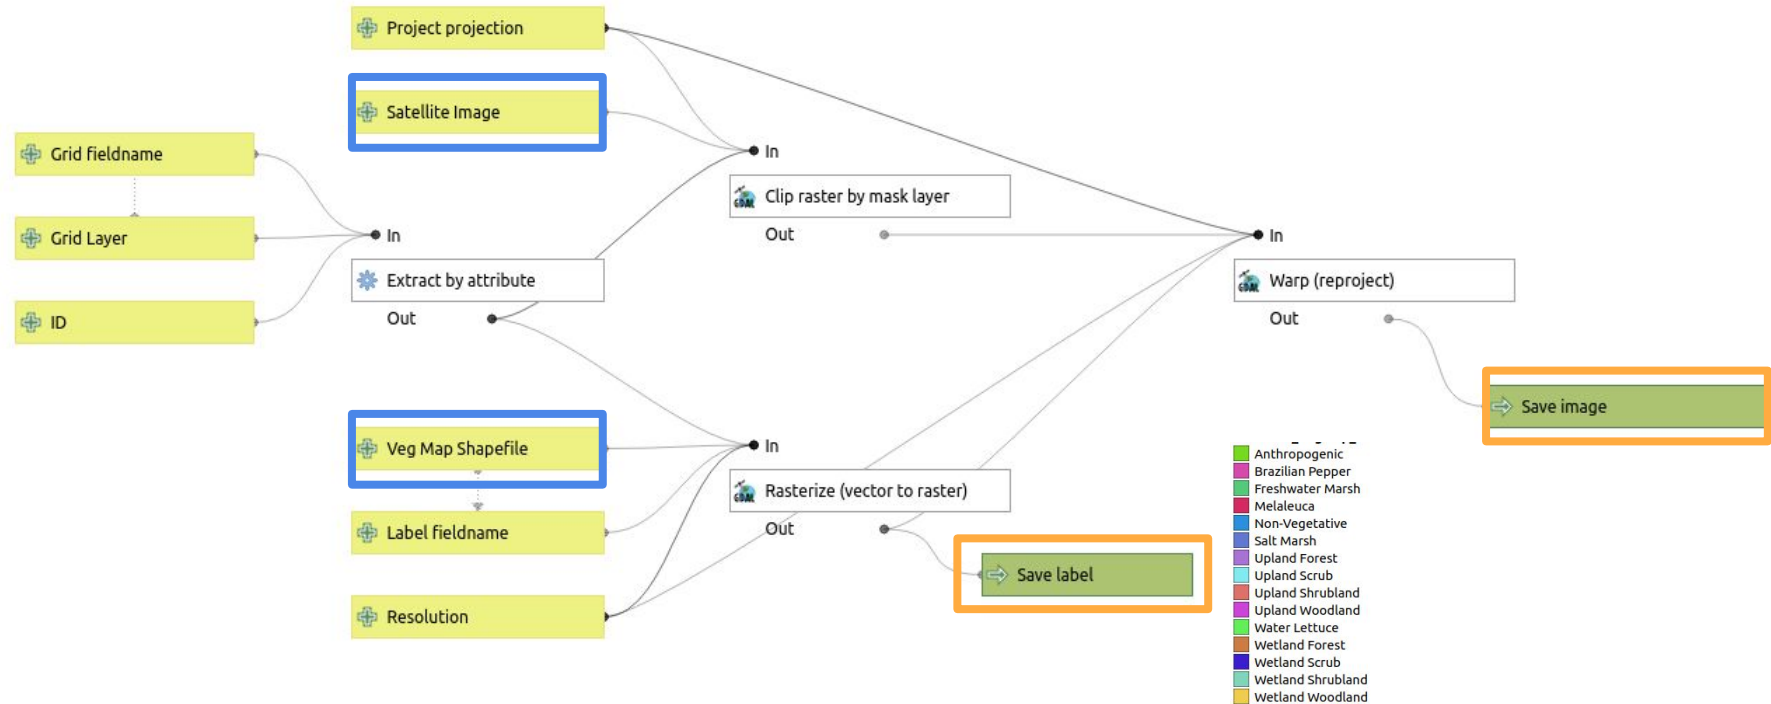 Project projection
Satellite Image
Grid fieldname
In
Clip raster by mask layer
Grid Layer
In
Out
In
Extract by attribute
Warp (reproject)
ID
Out
Out
Save image
Veg Map Shapefile
In
Rasterize (vector to raster)
Label fieldname
Out
Save label
Resolution
Anthropogenic
Brazilian Pepper
Freshwater Marsh
Melaleuca
Non-Vegetative
Salt Marsh
Upland Forest
Upland Scrub
Upland Shrubland
Upland Woodland
Water Lettuce
Wetland Forest
Wetland Scrub
Wetland Shrubland
Wetland Woodland